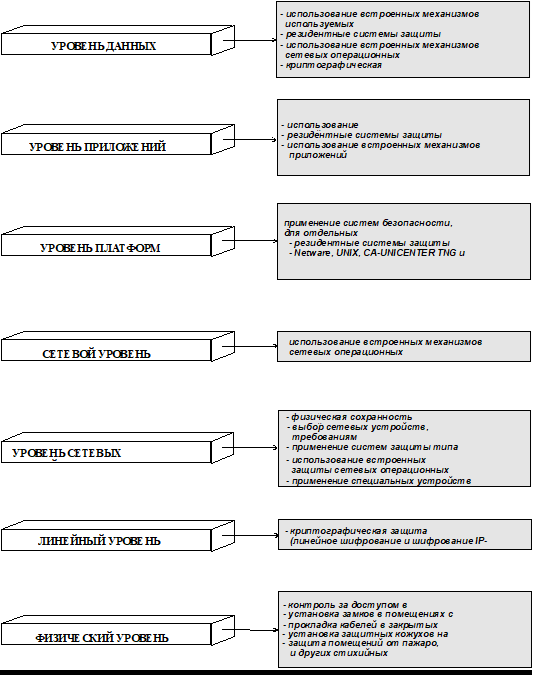 УРОВЕНЬ ДАННЫХ
- использование встроенных механизмов
используемых
- резидентные системы защиты
- использование встроенных механизмов
сетевых операционных
- криптографическая
УРОВЕНЬ ПРИЛОЖЕНИЙ
- использование
- резидентные системы защиты
- использование встроенных механизмов
приложений
УРОВЕНЬ ПЛАТФОРМ
применение систем безопасности,
для отдельных
- резидентные системы защиты
- Netware, UNIX, CA-UNICENTER TNG и
СЕТЕВОЙ УРОВЕНЬ
использование встроенных механизмов
сетевых операционных
УРОВЕНЬ СЕТЕВЫХ
- физическая сохранность
- выбор сетевых устройств,
требованиям
- применение систем защиты типа
- использование встроенных
защиты сетевых операционных
- применение специальных устройств
ЛИНЕЙНЫЙ УРОВЕНЬ
- криптографическая защита
(линейное шифрование и шифрование IP-
ФИЗИЧЕСКИЙ УРОВЕНЬ
- контроль за доступом в
- установка замков в помещениях с
- прокладка кабелей в закрытых
- установка защитных кожухов на
- защита помещений от пажаро,
и других стихийных